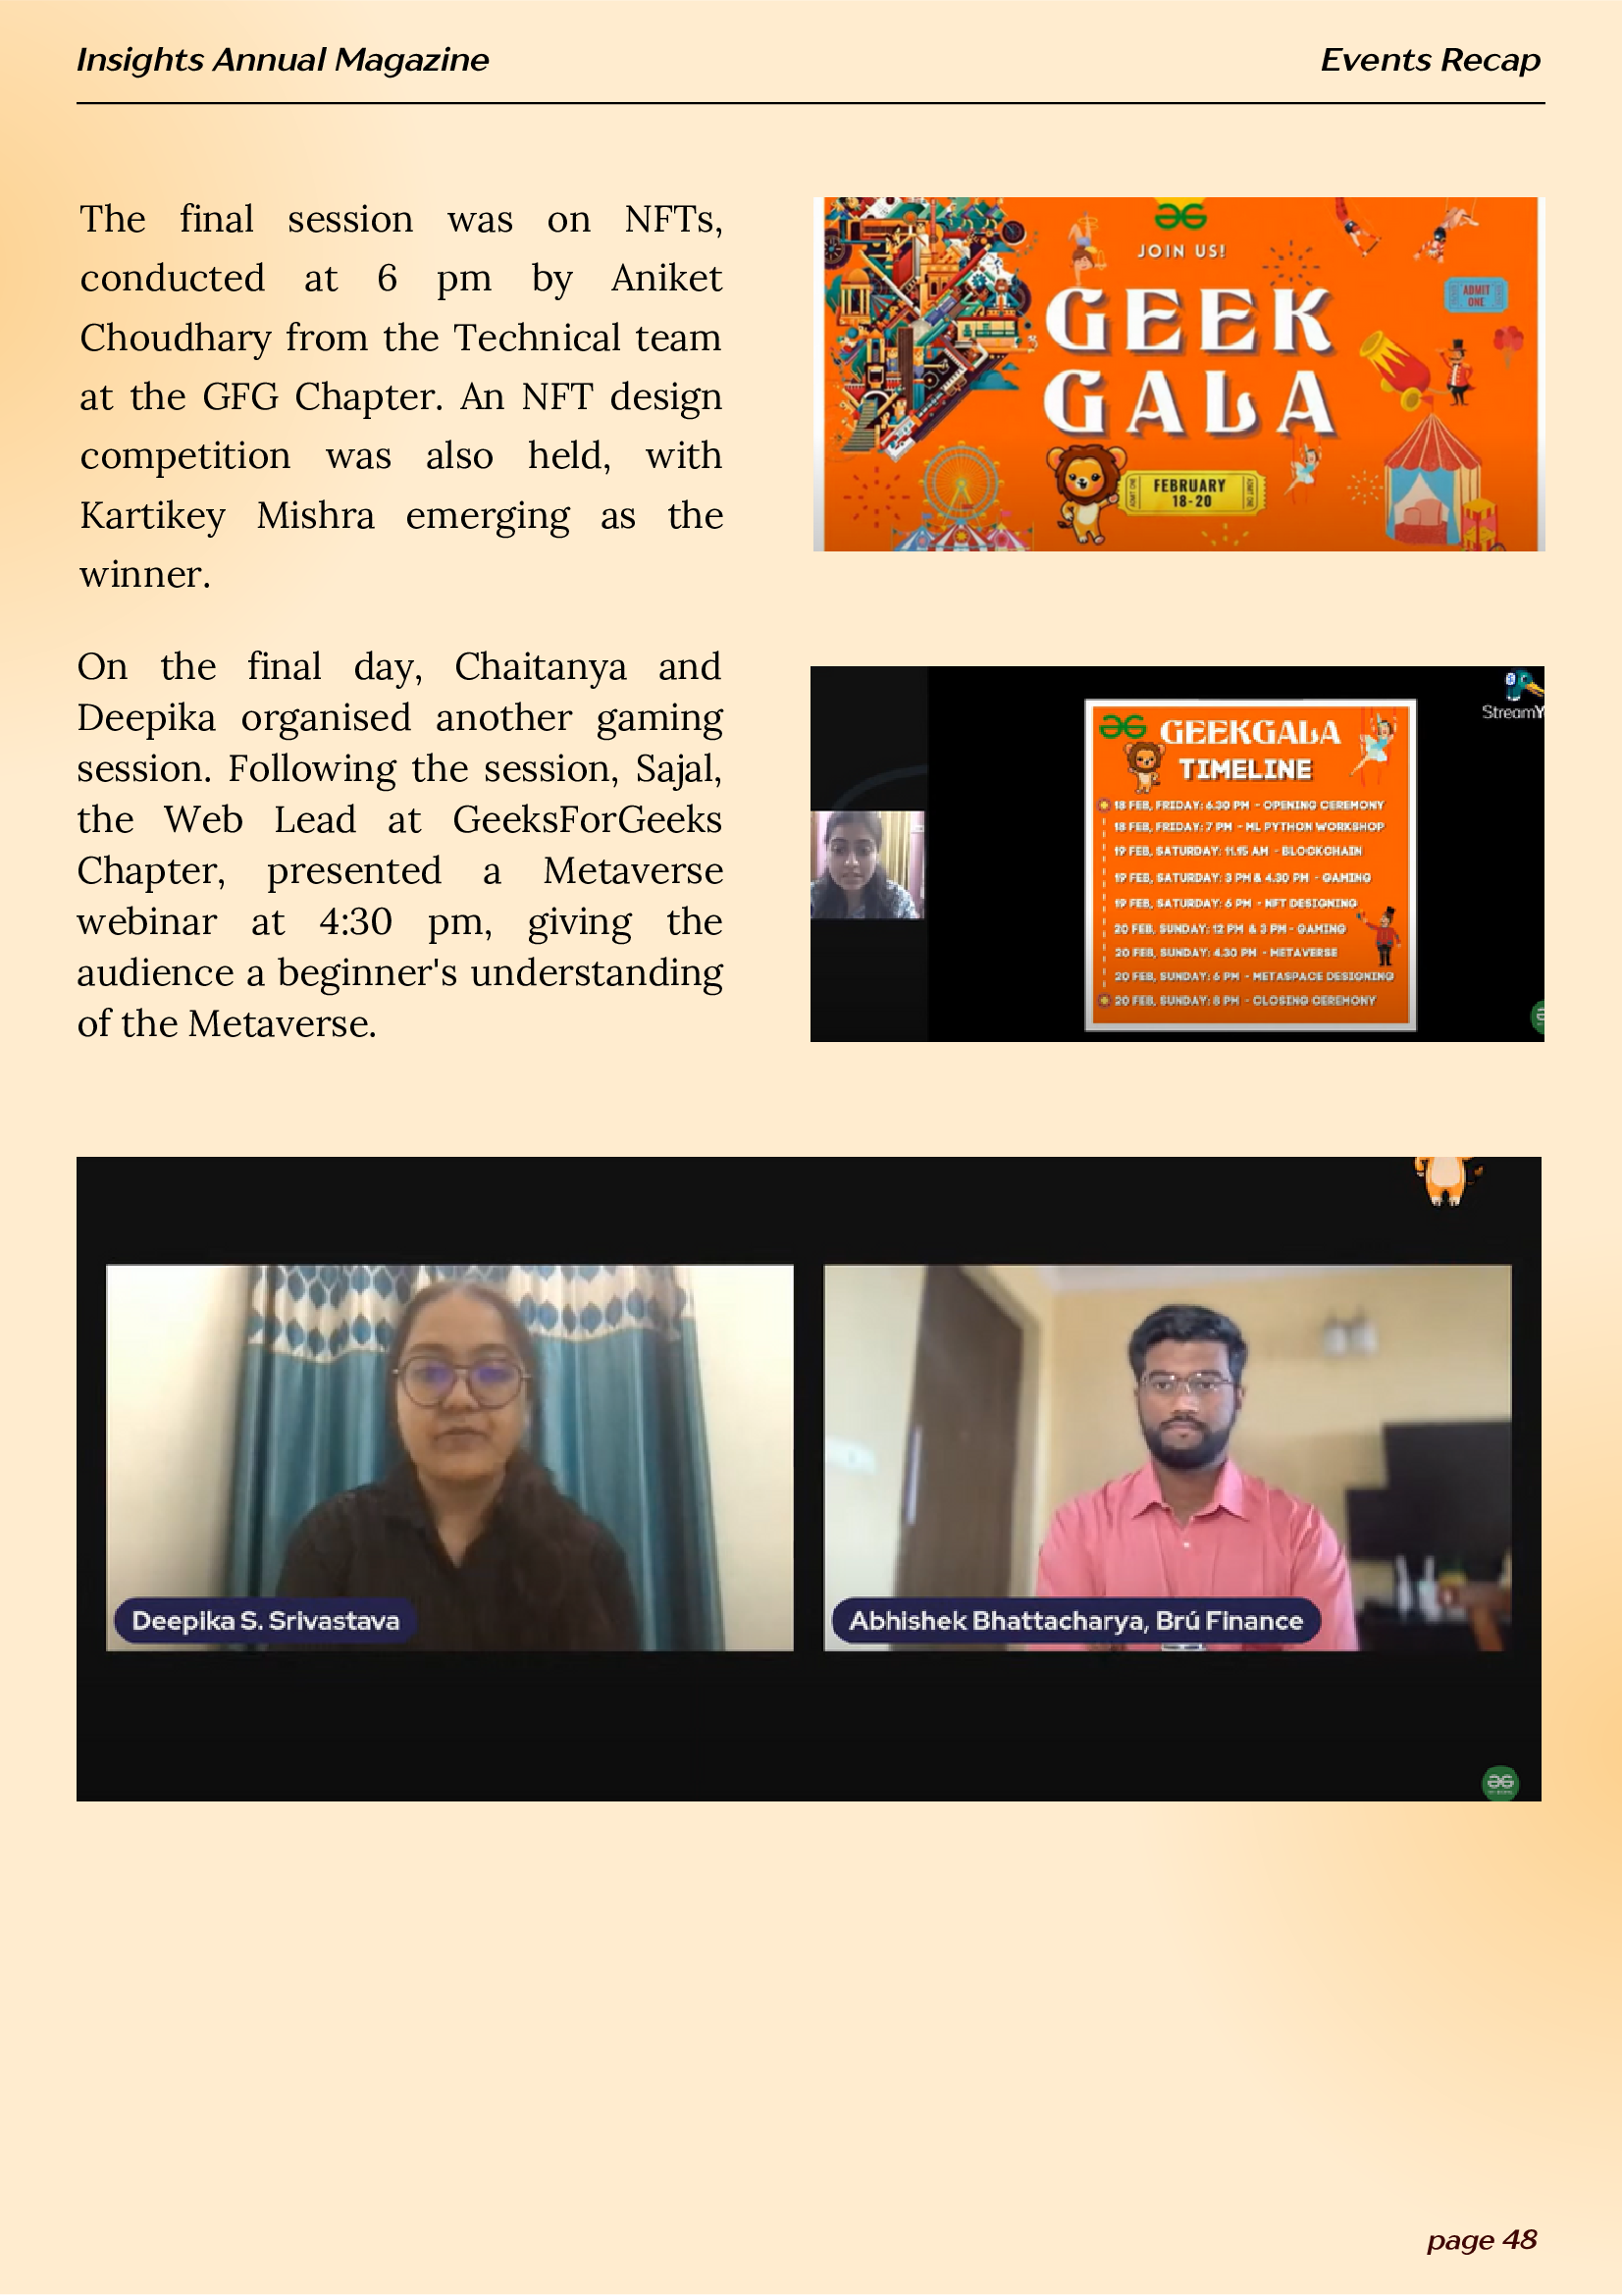 Insights Annual Magazine
Events Recap
The final session was on NFTs,
conducted at 6 pm by Aniket
Choudhary from the Technical team
at the GFG Chapter. An NFT design
competition was also held, with
Kartikey Mishra emerging as the
winner.
On the final day, Chaitanya and
Deepika organised another gaming
session. Following the session, Sajal,
the Web Lead at GeeksForGeeks
Chapter, presented a Metaverse
webinar at 4:30 pm, giving the
audience a beginner's understanding
of the Metaverse.
JOIN US!
GEEK
GALA
ADMIT
ONE
FEBRUARY
18-20
StreamY
GEEKGALA
TIMELINE
18 FEB, FRIDAY: 6.30 PM - OPENING CEREMONY
18 FEB, FRIDAY: 7 PM - ML PYTHON WORKSHOP
19 FEB, SATURDAY: 11.15 AM - BLOCKCHAIN
19 FEB, SATURDAY: 3 PM & 4.30 PM - GAMING
19 FEB, SATURDAY: 6 PM - NFT DESIGNING
20 FEB, SUNDAY: 12 PM & 3 PM - GAMING
20 FEB, SUNDAY: 4.30 PM - METAVERSE
20 FEB, SUNDAY: 6 PM - METASPACE DESIGNING
20 FEB, SUNDAY: 8 PM - CLOSING CEREMONY
Deepika S. Srivastava
Abhishek Bhattacharya, Brú Finance
page 48